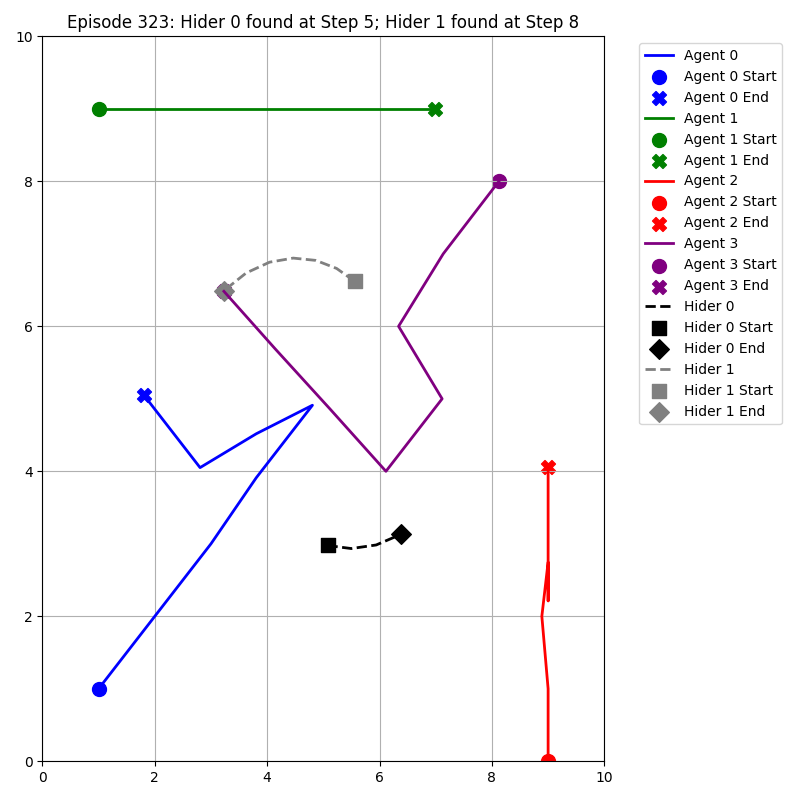 Episode 323: Hider 0 found at Step 5; Hider 1 found at Step 8
10
8
6
4
2
0
0 2 4 6 8 10
Agent 0
Agent 0 Start
Agent 0 End
Agent 1
Agent 1 Start
Agent 1 End
Agent 2
Agent 2 Start
Agent 2 End
Agent 3
Agent 3 Start
Agent 3 End
Hider 0
Hider 0 Start
Hider 0 End
Hider 1
Hider 1 Start
Hider 1 End